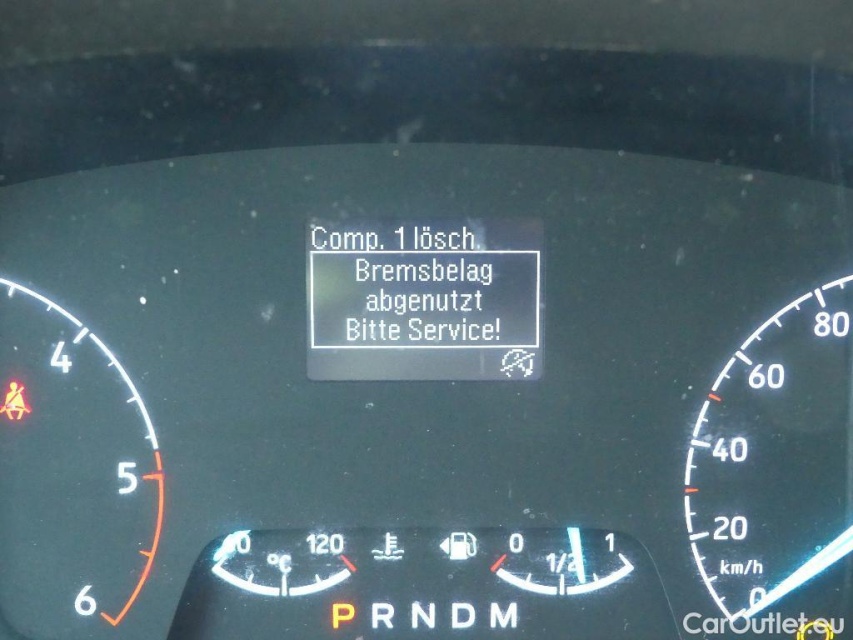 Comp. 1 lösch.
Bremsbelag
abgenutzt
Bitte Service!
4
5
6
80
60
40
20
km/h
0
120
°C
0
1/2
1
P R N D M
CarOutlet.eu